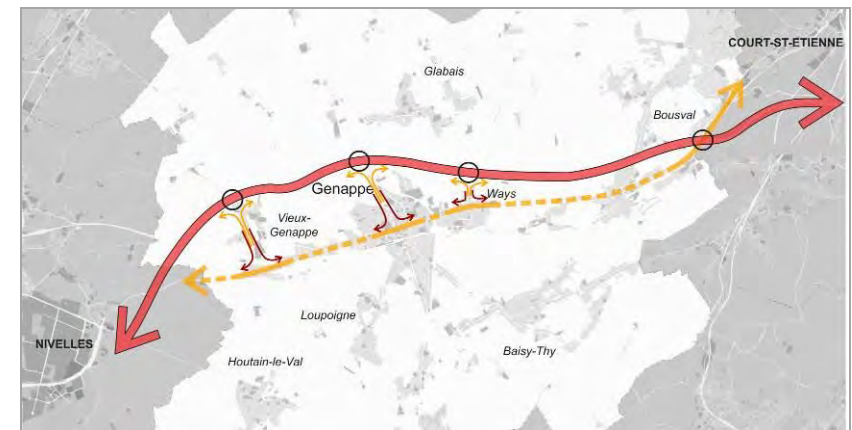 COURT-ST-ETIENNE
Glabais
Bousval
Genappe
Ways
Vieux-
Genappe
Loupoigne
NIVELLES
Baisy-Thy
Houtain-le-Val